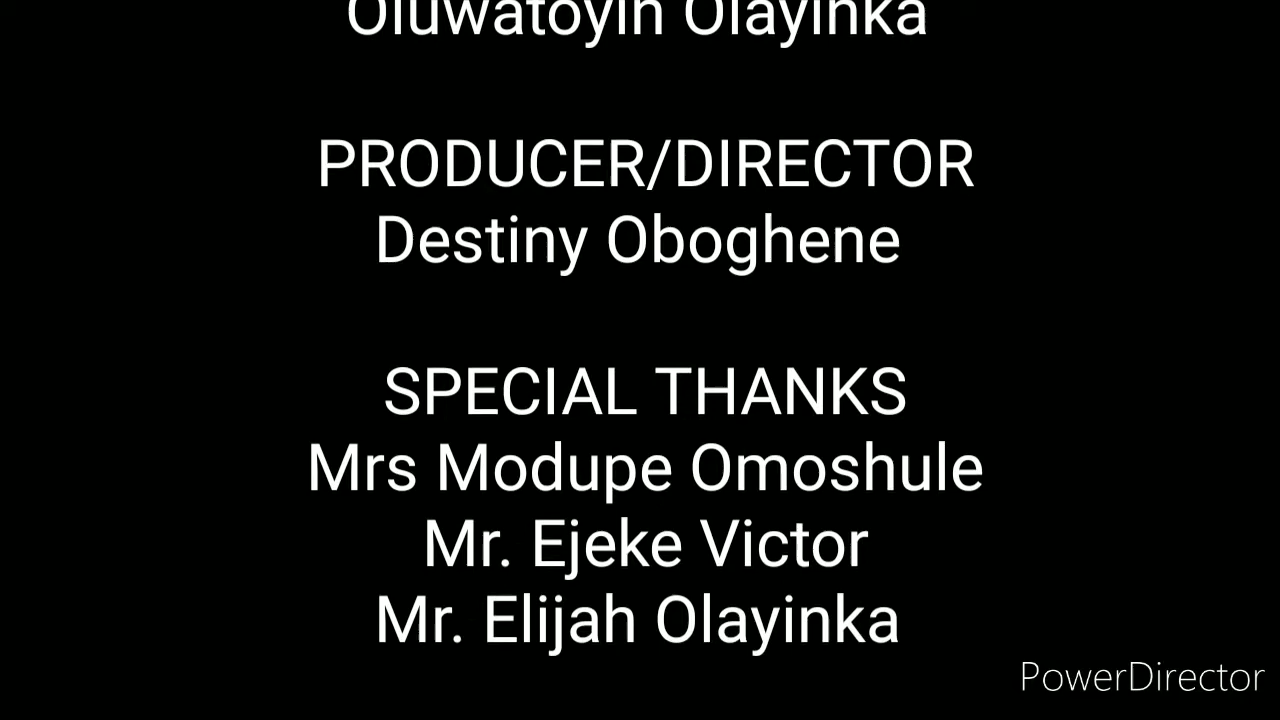 Oluwatoyin Olayinka
PRODUCER/DIRECTOR
Destiny Oboghene
SPECIAL THANKS
Mrs Modupe Omoshule
Mr. Ejeke Victor
Mr. Elijah Olayinka
PowerDirector